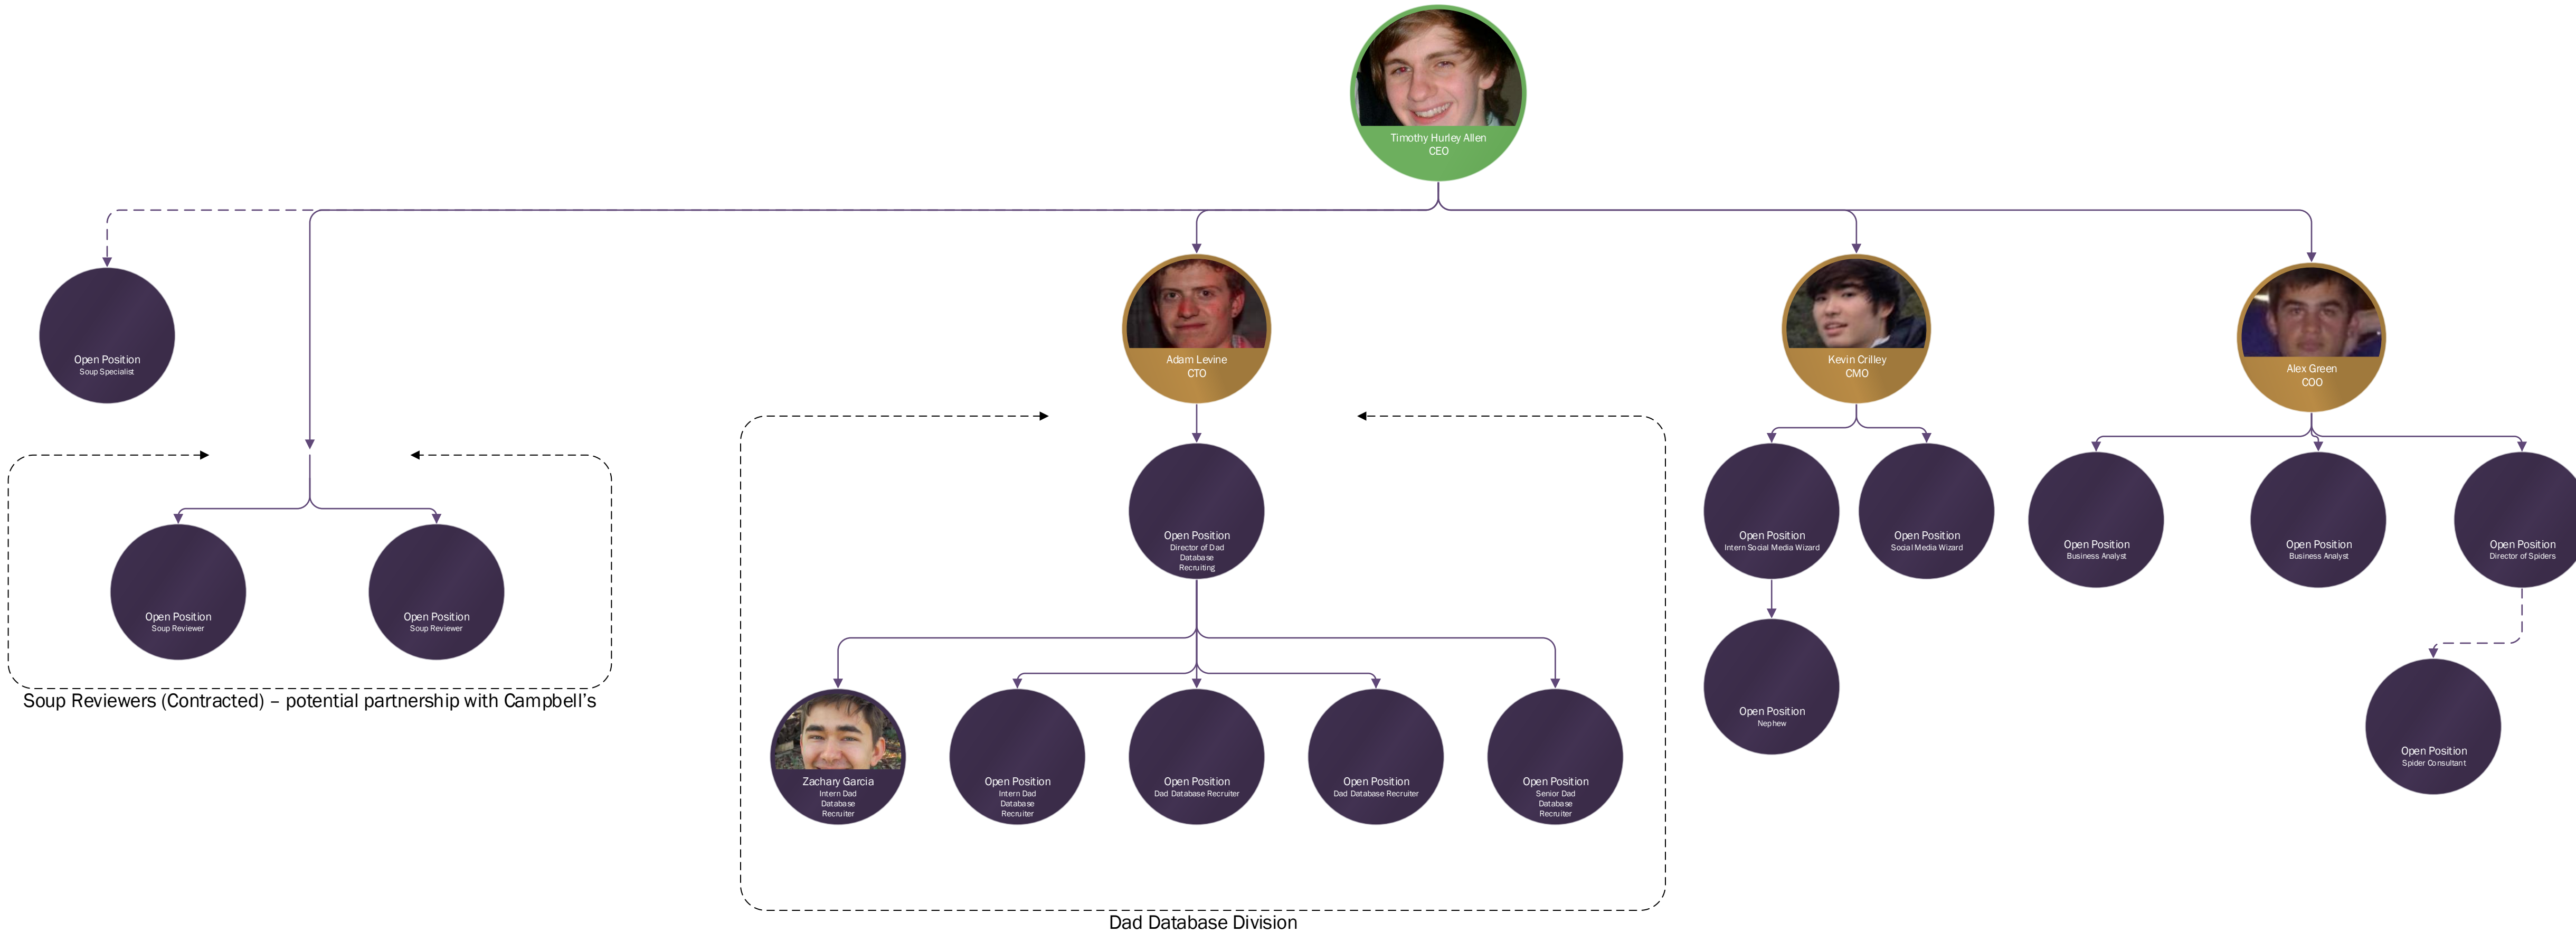 Timothy Hurley Allen
CEO
Open Position
Soup Specialist
Adam Levine
CTO
Kevin Crilley
CMO
Alex Green
COO
Open Position
Soup Reviewer
Open Position
Soup Reviewer
Soup Reviewers (Contracted) – potential partnership with Campbell's
Open Position
Director of Dad
Database
Recruiting
Zachary Garcia
Intern Dad
Database
Recruiter
Open Position
Intern Dad
Database
Recruiter
Open Position
Dad Database Recruiter
Open Position
Dad Database Recruiter
Open Position
Senior Dad
Database
Recruiter
Dad Database Division
Open Position
Intern Social Media Wizard
Open Position
Social Media Wizard
Open Position
Nephew
Open Position
Business Analyst
Open Position
Business Analyst
Open Position
Director of Spiders
Open Position
Spider Consultant